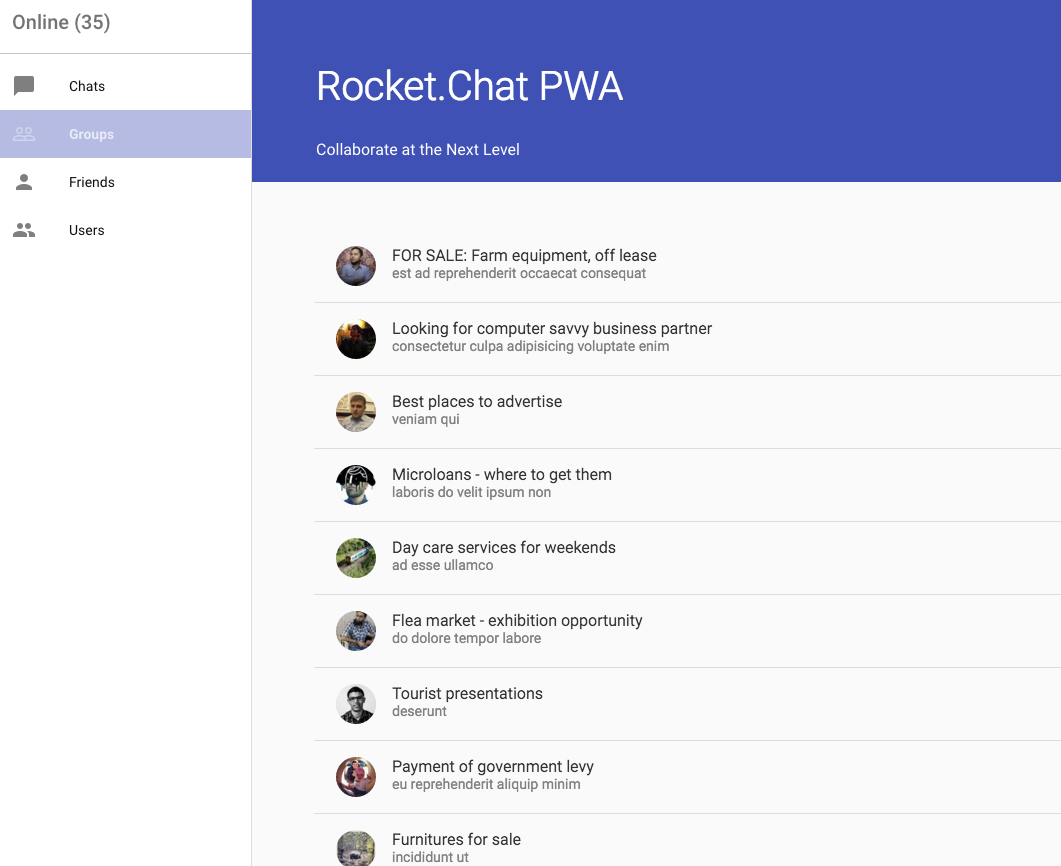 Online (35)
Chats
Groups
Friends
Users
Rocket.Chat PWA
Collaborate at the Next Level
FOR SALE: Farm equipment, off lease
est ad reprehenderit occaecat consequat
Looking for computer savvy business partner
consectetur culpa adipisicing voluptate enim
Best places to advertise
veniam qui
Microloans - where to get them
laboris do velit ipsum non
Day care services for weekends
ad esse ullamco
Flea market - exhibition opportunity
do dolore tempor labore
Tourist presentations
deserunt
Payment of government levy
eu reprehenderit aliquip minim
Furnitures for sale
incididunt ut